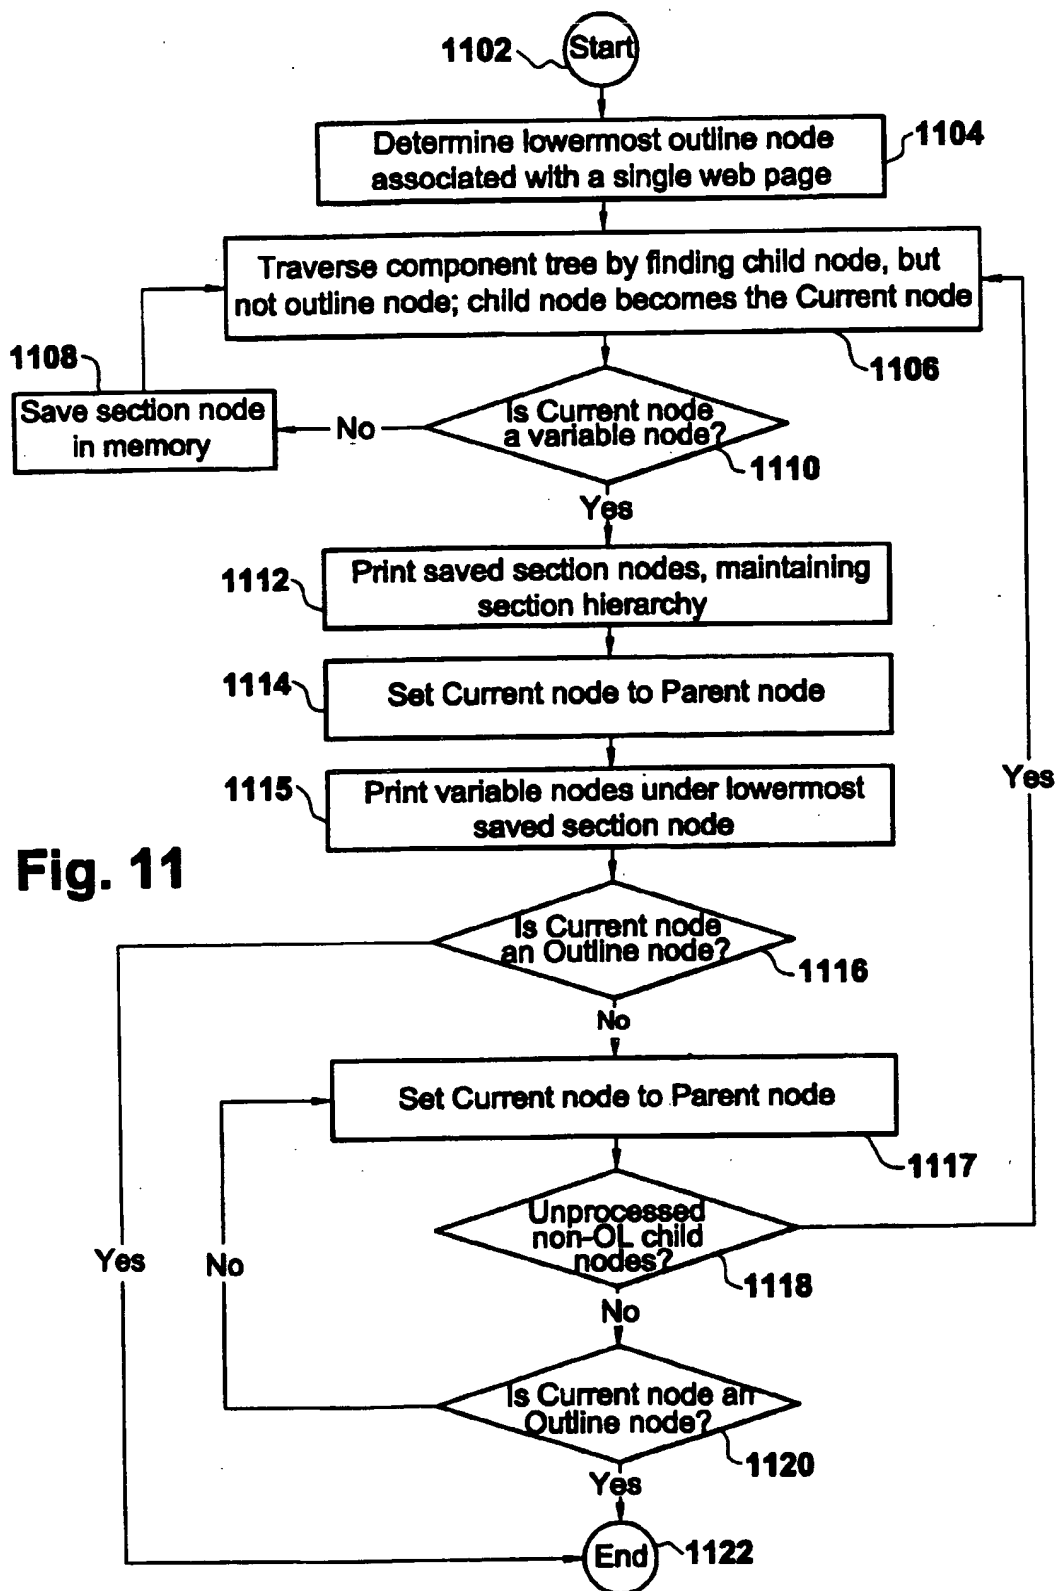 1102
Start
Determine lowermost outline node
associated with a single web page
1104
Traverse component tree by finding child node, but
not outline node; child node becomes the Current node
1106
1108
Save section node
in memory
No
Is Current node
a variable node?
1110
Yes
1112
Print saved section nodes, maintaining
section hierarchy
1114
Set Current node to Parent node
1115
Print variable nodes under lowermost
saved section node
Yes
Fig. 11
Is Current node
an Outline node?
1116
No
Set Current node to Parent node
1117
Unprocessed
non-OL child
nodes?
1118
Yes
No
No
Is Current node an
Outline node?
1120
Yes
End
1122